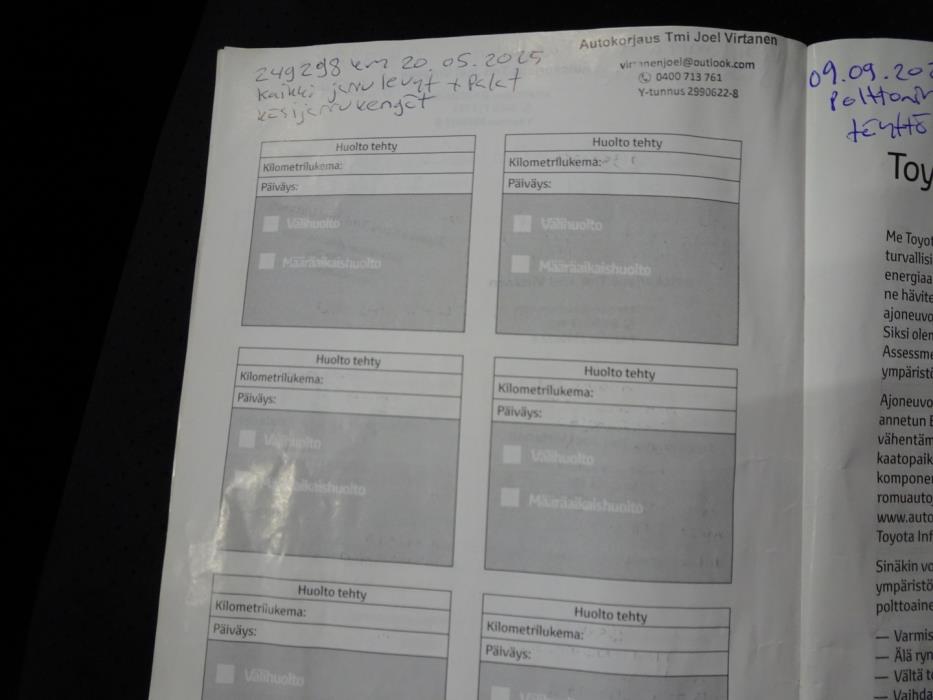 249298 km 20.05.2025
Kaikki jarrulevyt + Palat
käsijarrukengät
Autokorjaus Tmi Joel Virtanen
virtanenjoel@outlook.com
0400 713 761
Y-tunnus 2990622-8
Huolto tehty
Kilometrilukema:
Päiväys:
Välihuolto
Määräaikaishuolto
Huolto tehty
Kilometrilukema:
Päiväys:
Välihuolto
Määräaikaishuolto
Huolto tehty
Kilometrilukema:
Päiväys:
Välihuolto
Määräaikaishuolto
Huolto tehty
Kilometrilukema:
Päiväys:
Välihuolto
Määräaikaishuolto
Huolto tehty
Kilometrilukema:
Päiväys:
Välihuolto
Huolto tehty
Kilometrilukema:
Päiväys:
09.09.202
täyttö
Toy
Me Toyot
turvallisi
energiaa
ne hävite
ajoneuvo
Siksi olem
Assessme
ympäristö
Ajoneuvo
annetun E
vähentäm
kaatopaik
kompone
romuauto
www.auto
Toyota Inf
Sinäkin vo
ympäristö
polttoaine
— Varmis
— Älä ryn
— Vältä t
— Vaihda